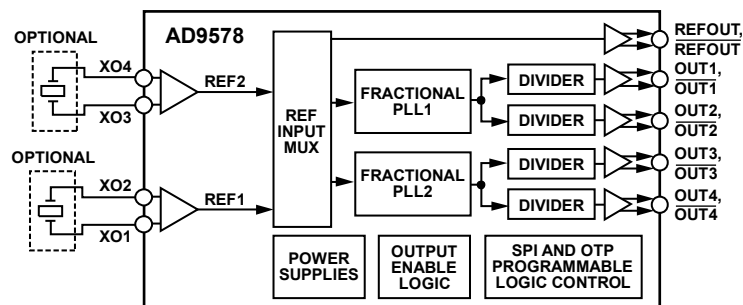 AD9578
OPTIONAL
XO4
XO3
REF2
OPTIONAL
XO2
XO1
REF1
REF
INPUT
MUX
FRACTIONAL
PLL1
FRACTIONAL
PLL2
DIVIDER
DIVIDER
DIVIDER
DIVIDER
REFOUT,
REFOUT
OUT1,
OUT1
OUT2,
OUT2
OUT3,
OUT3
OUT4,
OUT4
POWER
SUPPLIES
OUTPUT
ENABLE
LOGIC
SPI AND OTP
PROGRAMMABLE
LOGIC CONTROL